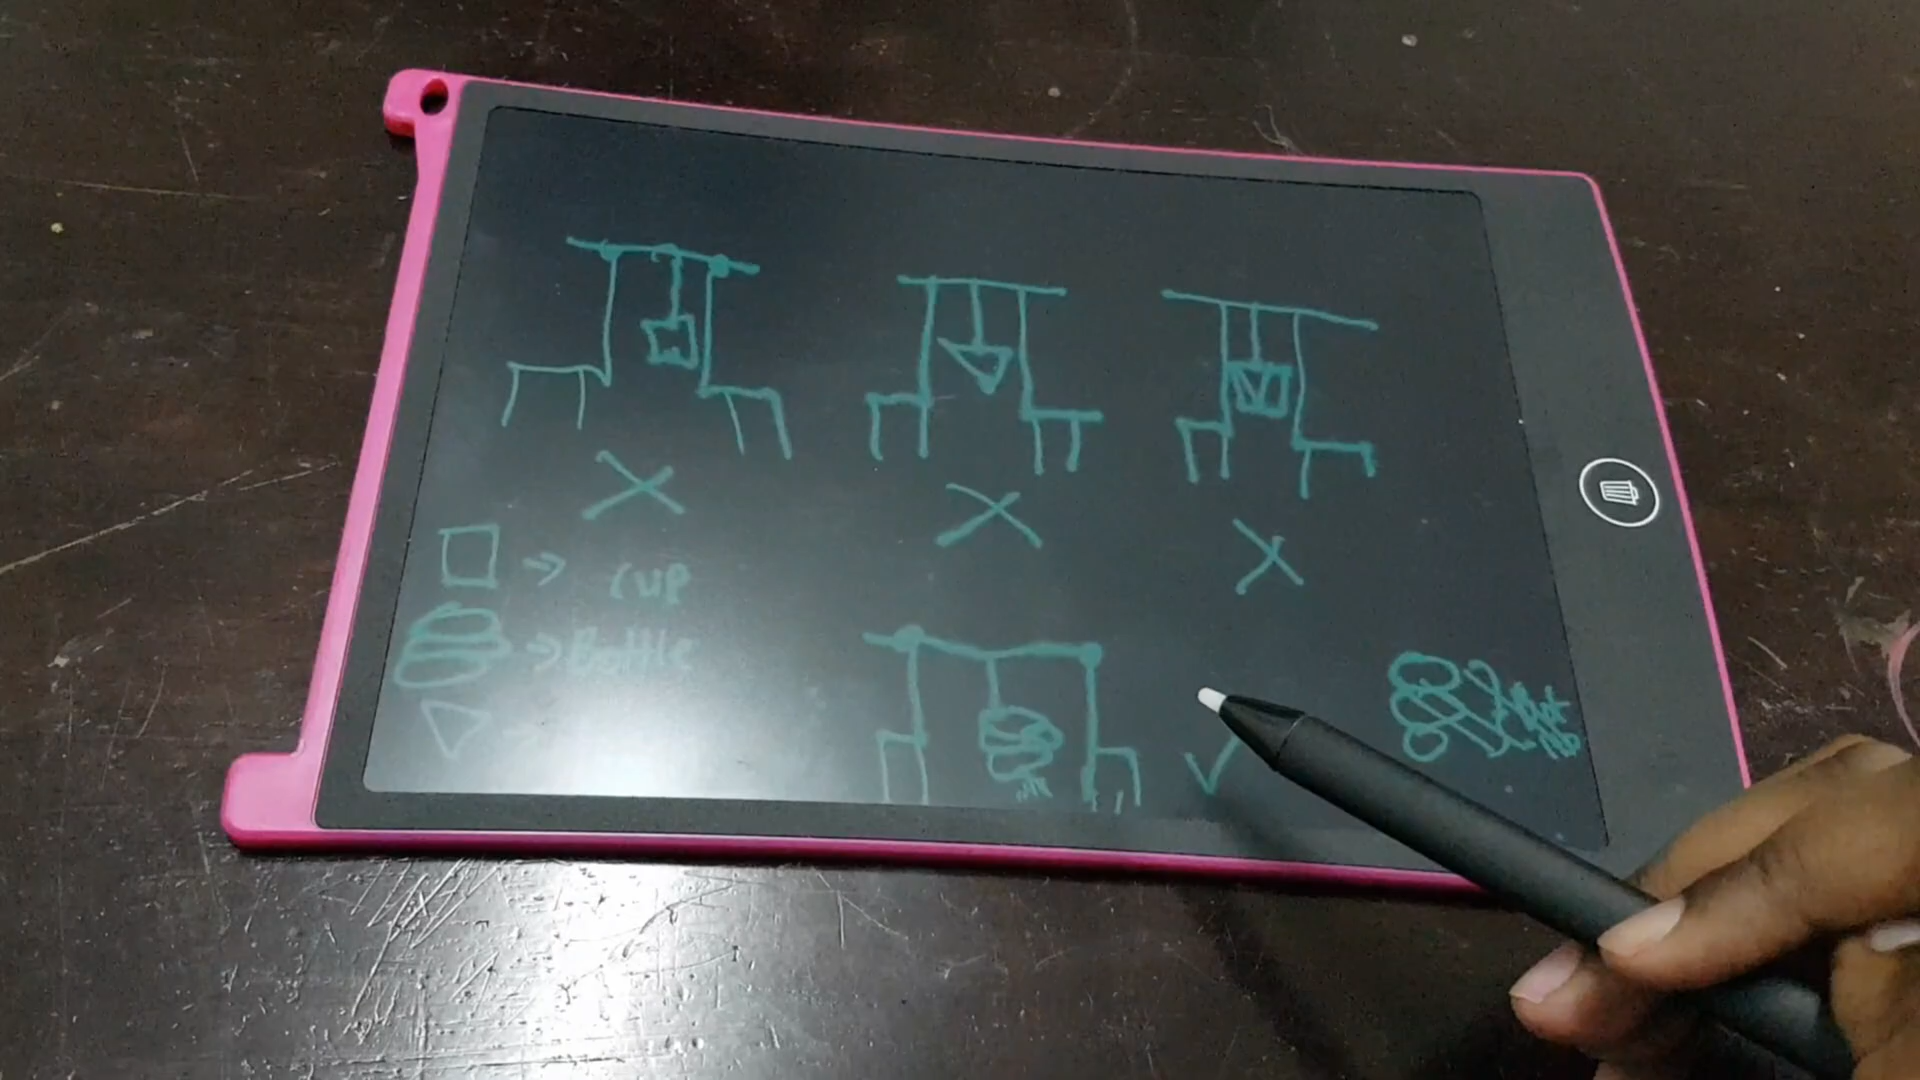 → cup
→ Bottle